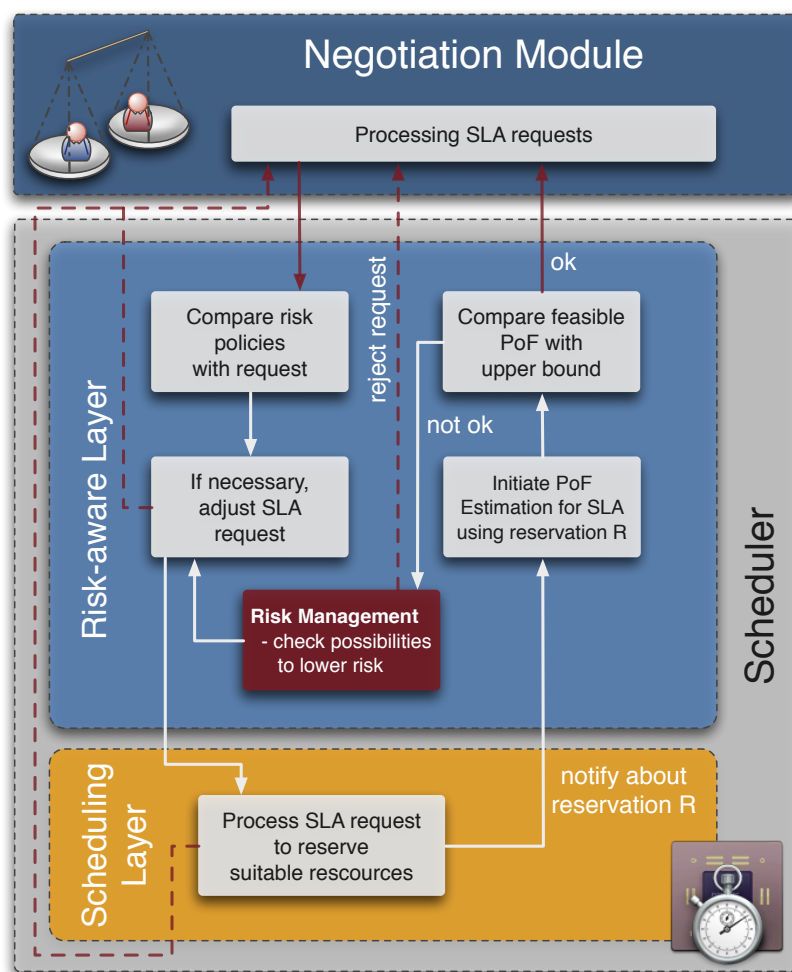 Negotiation Module
Processing SLA requests
ok
Compare risk
policies
with request
reject request
Compare feasible
PoF with
upper bound
not ok
Risk-aware Layer
If necessary,
adjust SLA
request
Initiate PoF
Estimation for SLA
using reservation R
Scheduler
Risk Management
- check possibilities
to lower risk
Scheduling
Layer
notify about
reservation R
Process SLA request
to reserve
suitable rescources